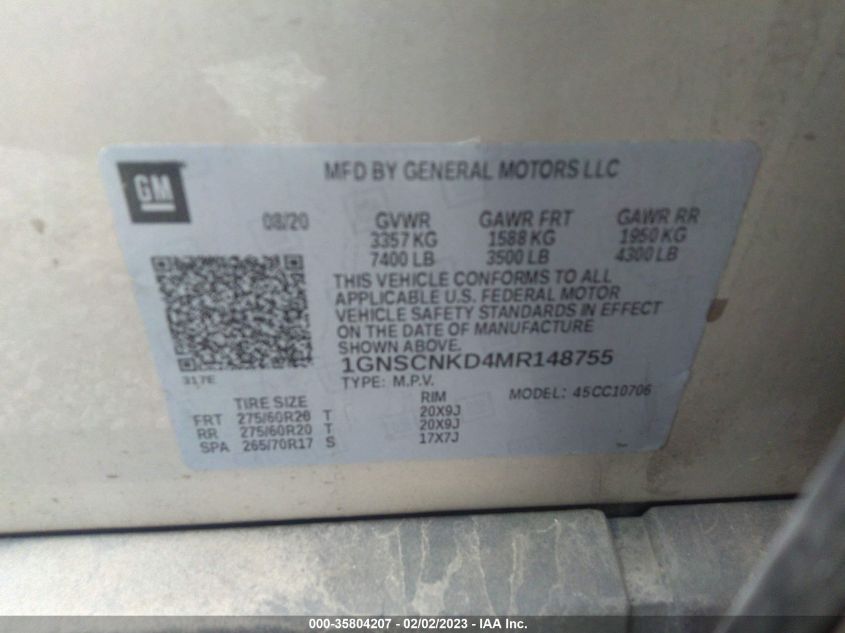 MFD BY GENERAL MOTORS LLC
GM
08/20 GVWR GAWR FRT GAWR RR
3357 KG 1588 KG 1950 KG
7400 LB 3500 LB 4300 LB
THIS VEHICLE CONFORMS TO ALL
APPLICABLE U.S. FEDERAL MOTOR
VEHICLE SAFETY STANDARDS IN EFFECT
ON THE DATE OF MANUFACTURE
SHOWN ABOVE.
1GNSCNKD4MR148755
317E
TYPE: M.P.V. MODEL: 45CC10706
TIRE SIZE RIM
FRT 275/60R20 T 20X9J
RR 275/60R20 T 20X9J
SPA 265/70R17 S 17X7J
000-35804207 - 02/02/2023 - IAA Inc.